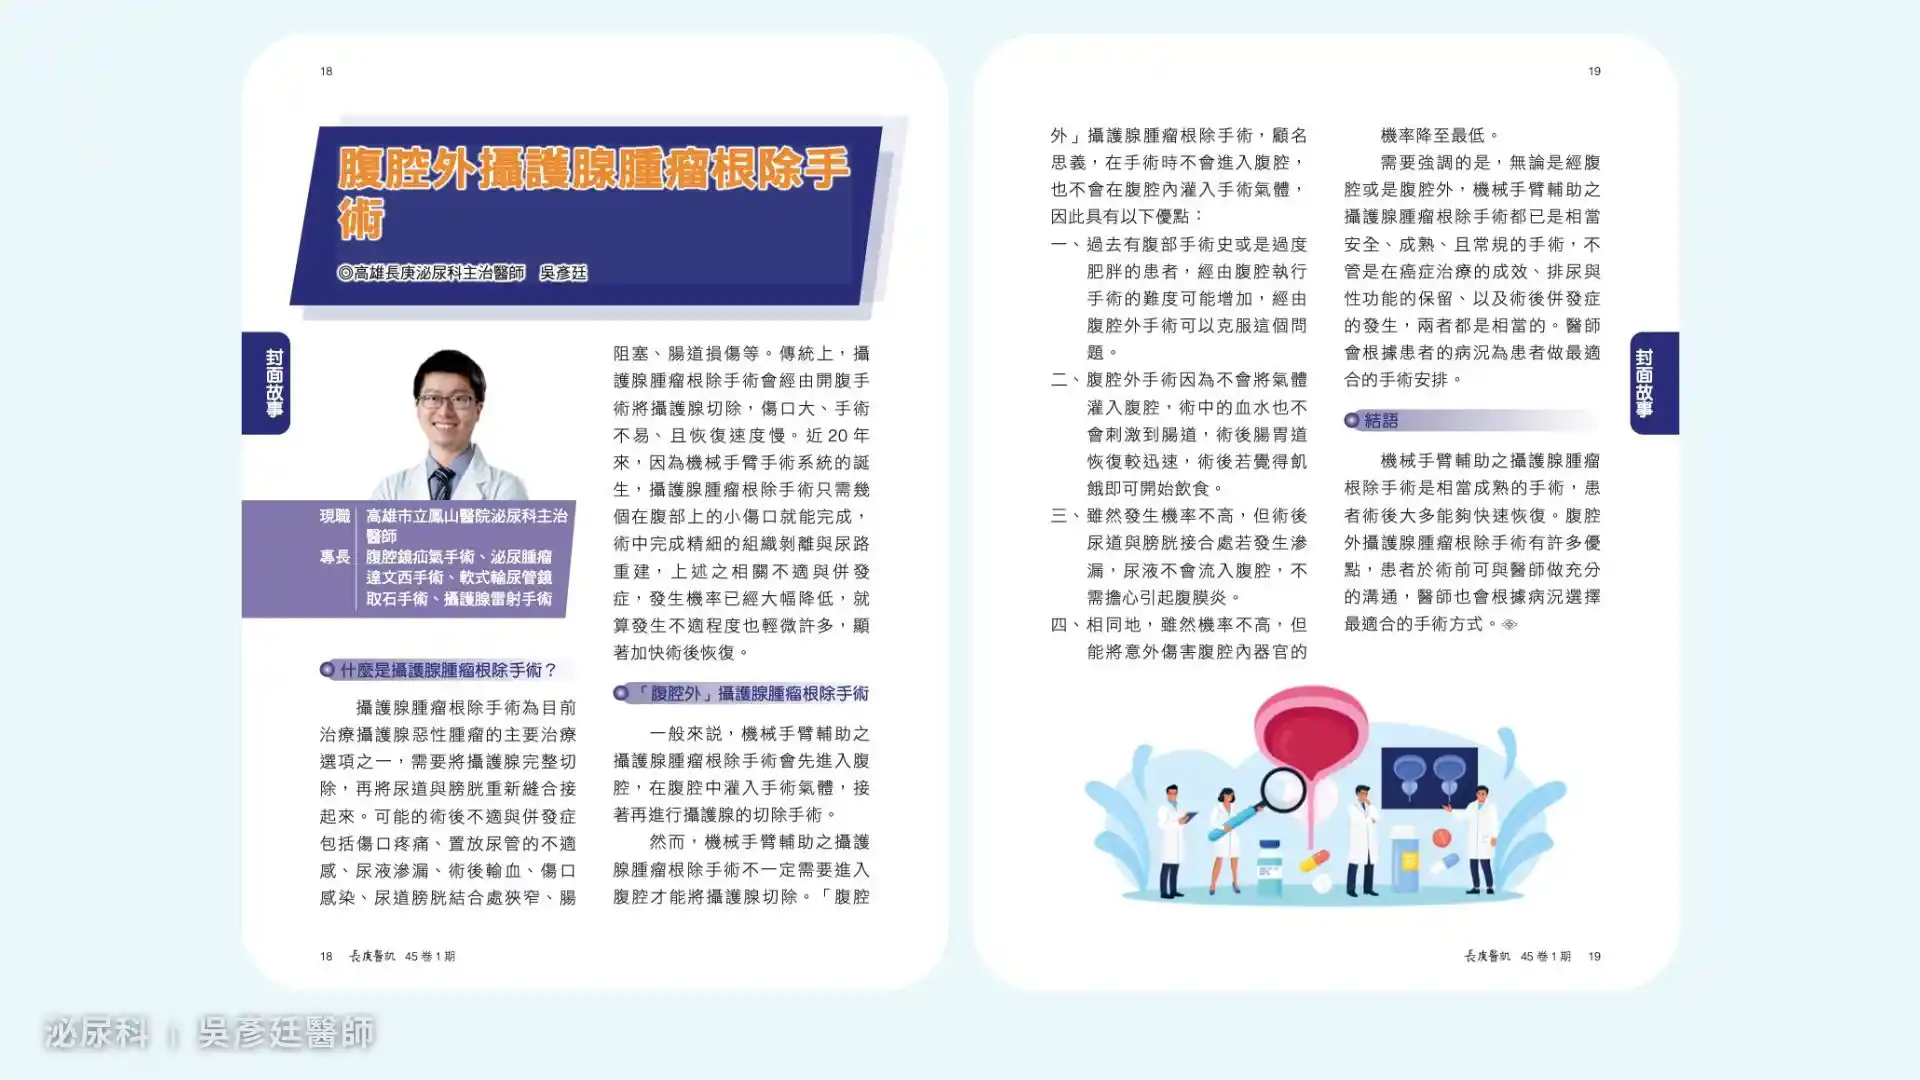 18
腹腔外攝護腺腫瘤根除手
術
◎高雄長庚泌尿科主治醫師　吳彥廷
封面故事
現職　高雄市立鳳山醫院泌尿科主治
醫師
專長　腹腔鏡疝氣手術、泌尿腫瘤
達文西手術、軟式輸尿管鏡
取石手術、攝護腺雷射手術
什麼是攝護腺腫瘤根除手術？
攝護腺腫瘤根除手術為目前
治療攝護腺惡性腫瘤的主要治療
選項之一，需要將攝護腺完整切
除，再將尿道與膀胱重新縫合接
起來。可能的術後不適與併發症
包括傷口疼痛、置放尿管的不適
感、尿液滲漏、術後輸血、傷口
感染、尿道膀胱結合處狹窄、腸
阻塞、腸道損傷等。傳統上，攝
護腺腫瘤根除手術會經由開腹手
術將攝護腺切除，傷口大、手術
不易、且恢復速度慢。近 20 年
來，因為機械手臂手術系統的誕
生，攝護腺腫瘤根除手術只需幾
個在腹部上的小傷口就能完成，
術中完成精細的組織剝離與尿路
重建，上述之相關不適與併發
症，發生機率已經大幅降低，就
算發生不適程度也輕微許多，顯
著加快術後恢復。
「腹腔外」攝護腺腫瘤根除手術
一般來說，機械手臂輔助之
攝護腺腫瘤根除手術會先進入腹
腔，在腹腔中灌入手術氣體，接
著再進行攝護腺的切除手術。
然而，機械手臂輔助之攝護
腺腫瘤根除手術不一定需要進入
腹腔才能將攝護腺切除。「腹腔
18　長庚醫訊　45 卷 1 期
19
外」攝護腺腫瘤根除手術，顧名
思義，在手術時不會進入腹腔，
也不會在腹腔內灌入手術氣體，
因此具有以下優點：
一、過去有腹部手術史或是過度
肥胖的患者，經由腹腔執行
手術的難度可能增加，經由
腹腔外手術可以克服這個問
題。
二、腹腔外手術因為不會將氣體
灌入腹腔，術中的血水也不
會刺激到腸道，術後腸胃道
恢復較迅速，術後若覺得飢
餓即可開始飲食。
三、雖然發生機率不高，但術後
尿道與膀胱接合處若發生滲
漏，尿液不會流入腹腔，不
需擔心引起腹膜炎。
四、相同地，雖然機率不高，但
能將意外傷害腹腔內器官的
機率降至最低。
需要強調的是，無論是經腹
腔或是腹腔外，機械手臂輔助之
攝護腺腫瘤根除手術都已是相當
安全、成熟、且常規的手術，不
管是在癌症治療的成效、排尿與
性功能的保留、以及術後併發症
的發生，兩者都是相當的。醫師
會根據患者的病況為患者做最適
合的手術安排。
結語
機械手臂輔助之攝護腺腫瘤
根除手術是相當成熟的手術，患
者術後大多能夠快速恢復。腹腔
外攝護腺腫瘤根除手術有許多優
點，患者於術前可與醫師做充分
的溝通，醫師也會根據病況選擇
最適合的手術方式。
封面故事
長庚醫訊　45 卷 1 期　19
泌尿科 | 吳彥廷醫師